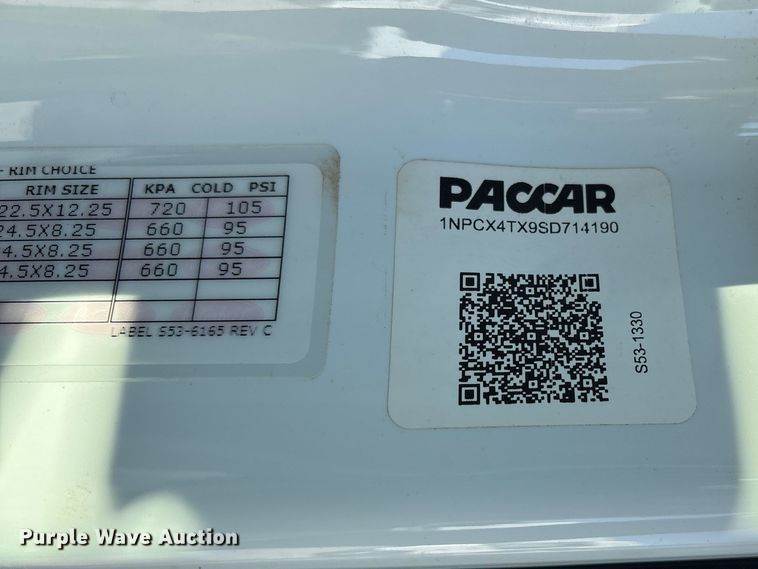 RIM CHOICE
RIM SIZE KPA COLD PSI
22.5X12.25 720 105
24.5X8.25 660 95
4.5X8.25 660 95
4.5X8.25 660 95
LABEL S53-6165 REV C
PACCAR
1NPCX4TX9SD714190
S53-1330
Purple Wave Auction